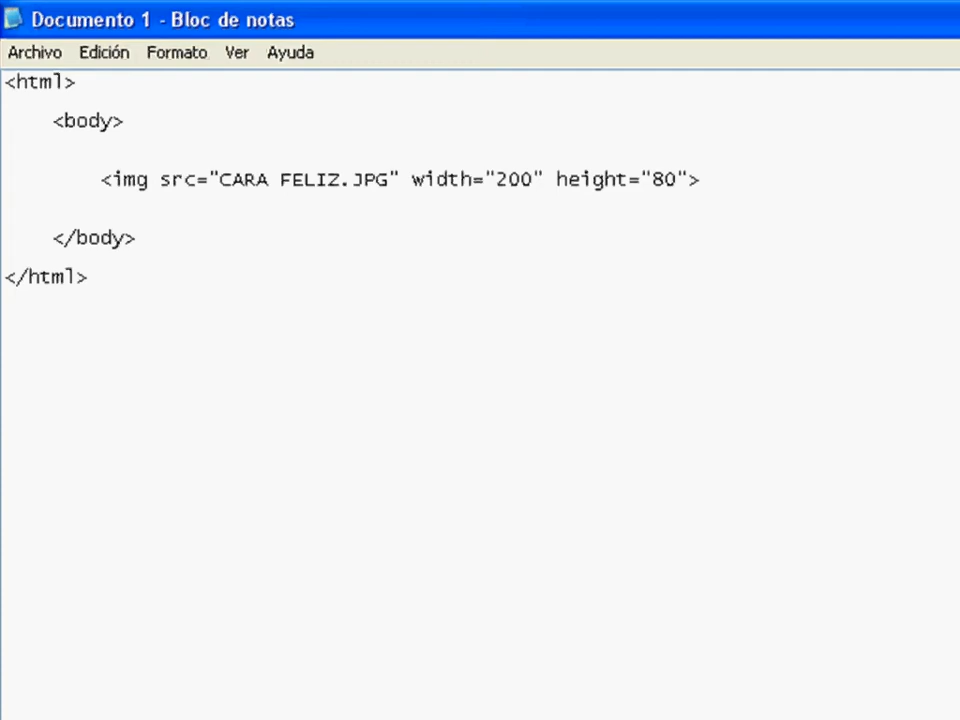 Documento 1 - Bloc de notas
Archivo Edición Formato Ver Ayuda
<html>
<body>
<img src="CARA FELIZ.JPG" width="200" height="80">
</body>
</html>